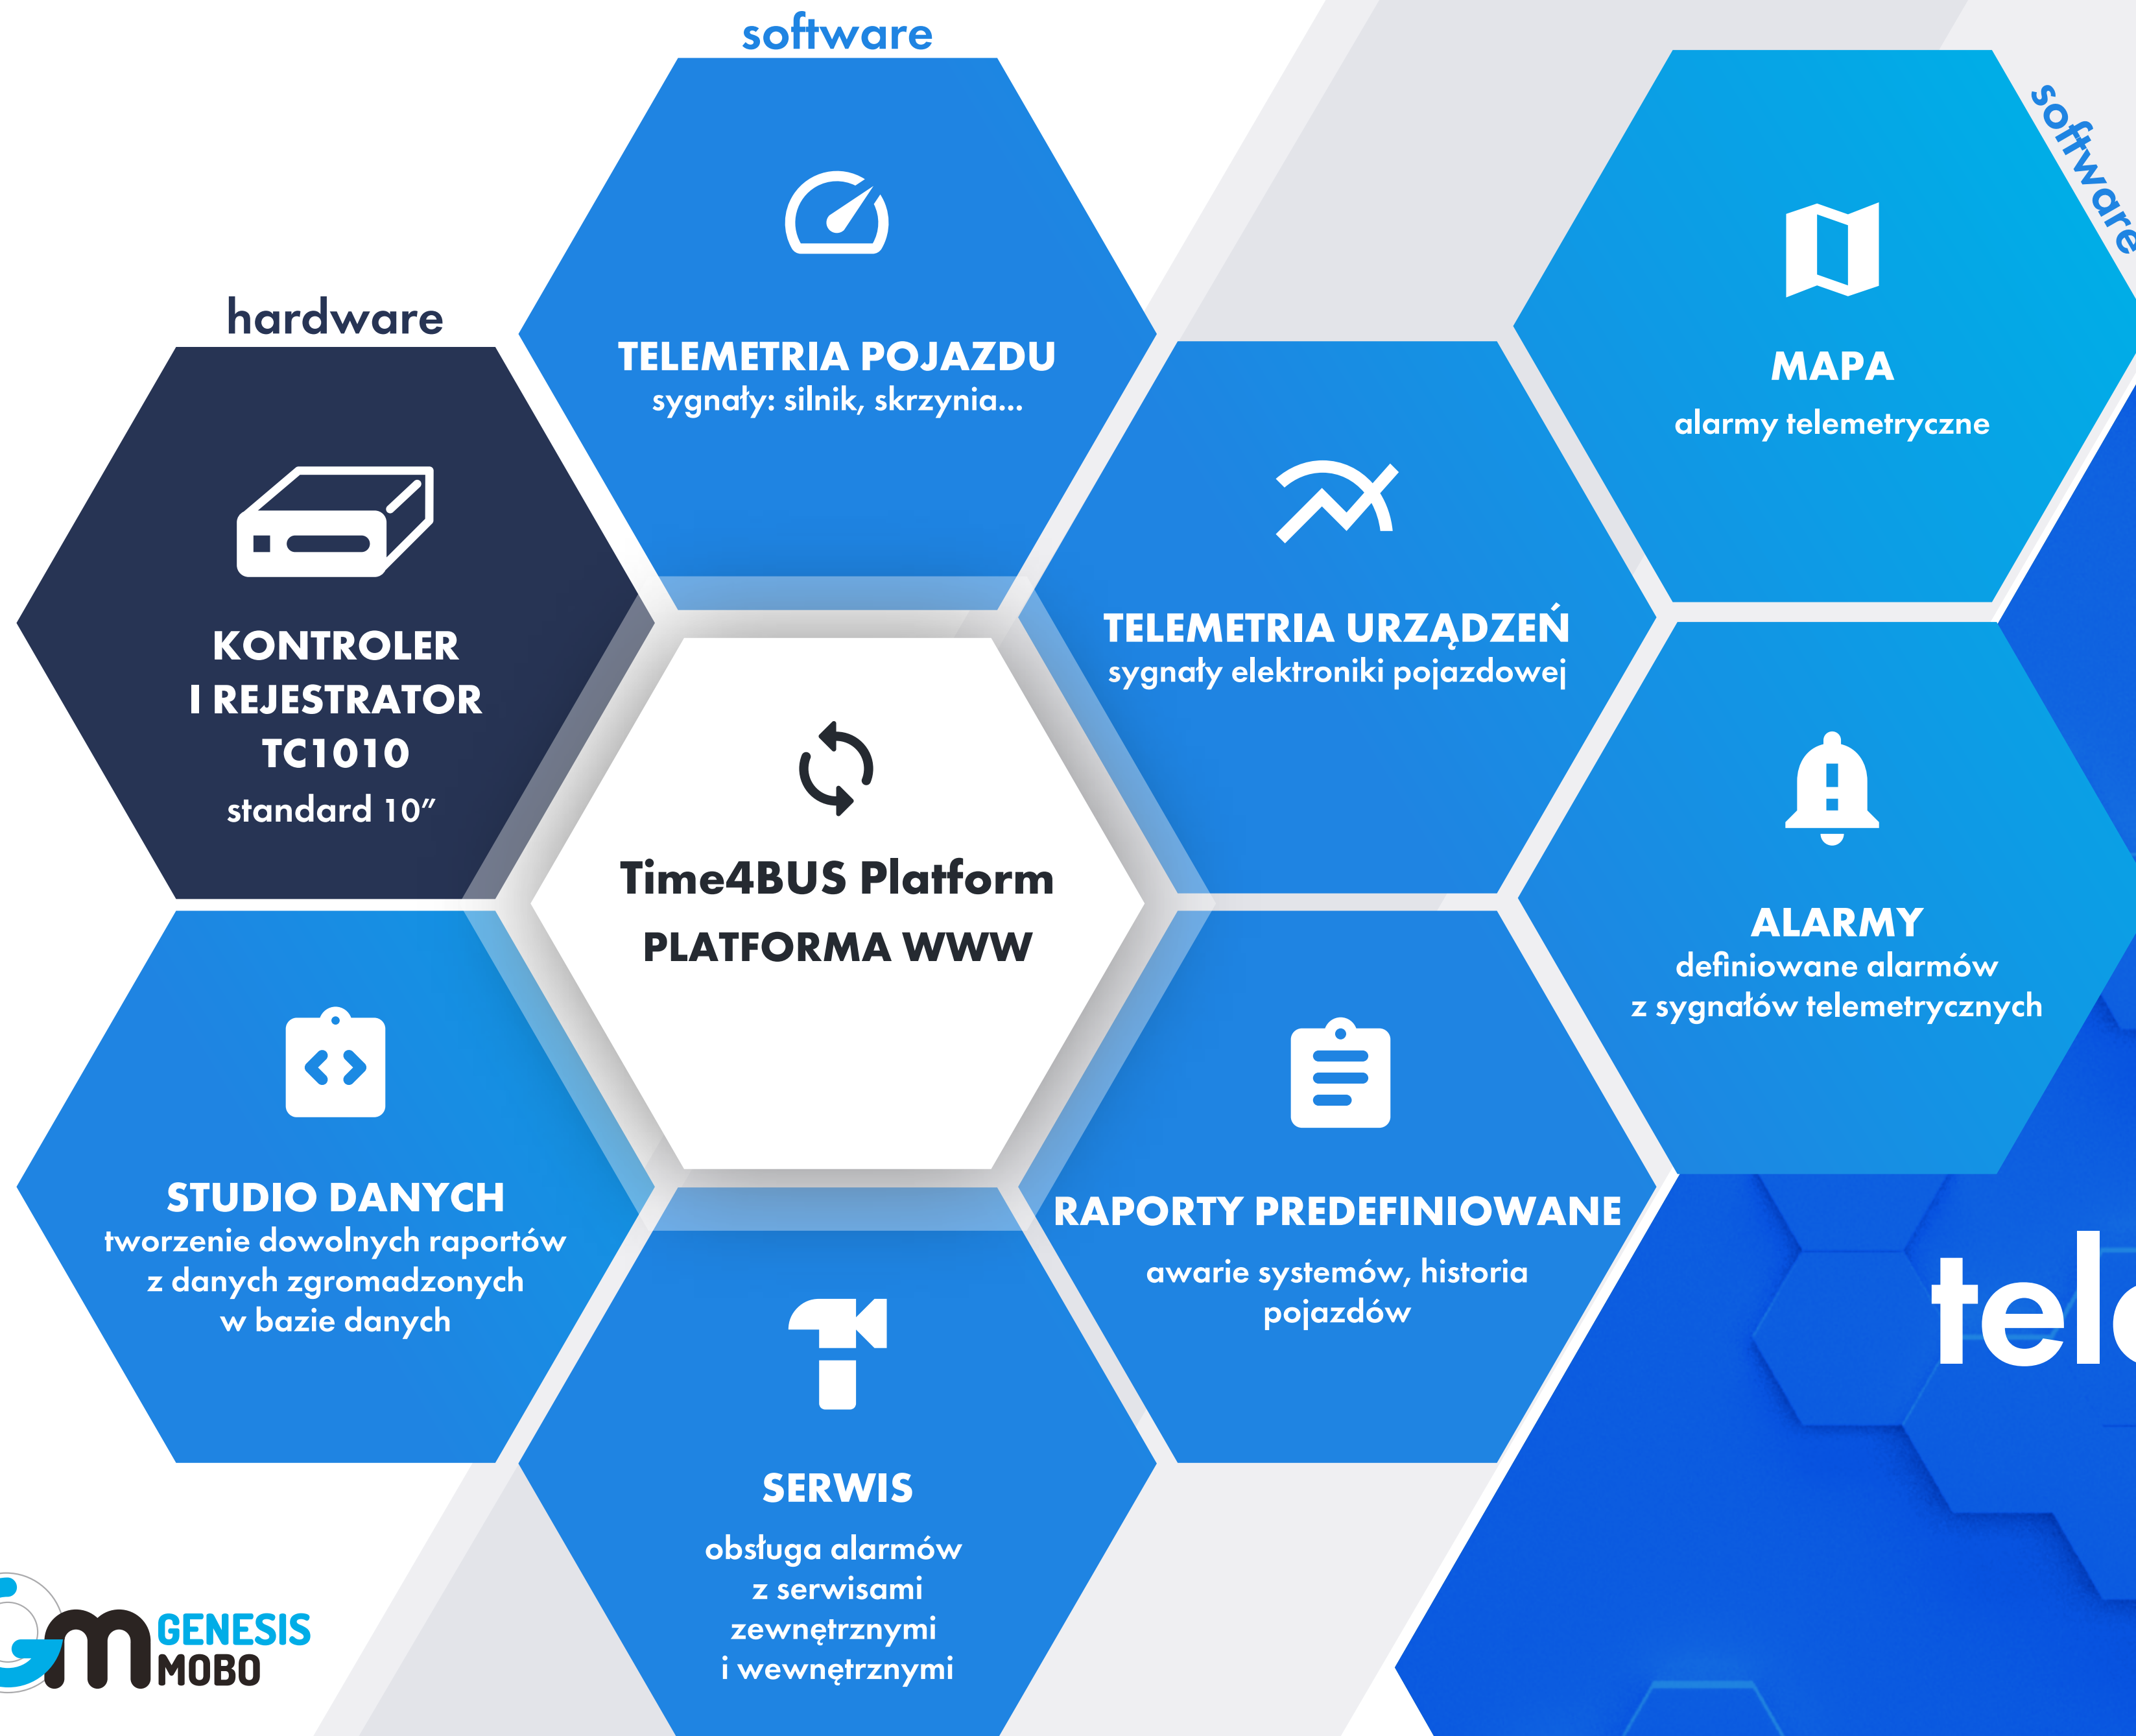 software
TELEMETRIA POJAZDU
sygnały: silnik, skrzynia...
software
MAPA
alarmy telemetryczne
hardware
KONTROLER
I REJESTRATOR
TC1010
standard 10”
TELEMETRIA URZĄDZEŃ
sygnały elektroniki pojazdowej
Time4BUS Platform
PLATFORMA WWW
ALARMY
definiowane alarmów
z sygnałów telemetrycznych
STUDIO DANYCH
tworzenie dowolnych raportów
z danych zgromadzonych
w bazie danych
RAPORTY PREDEFINIOWANE
awarie systemów, historia
pojazdów
SERWIS
obsługa alarmów
z serwisami
zewnętrznymi
i wewnętrznymi
GENESIS
MOBO